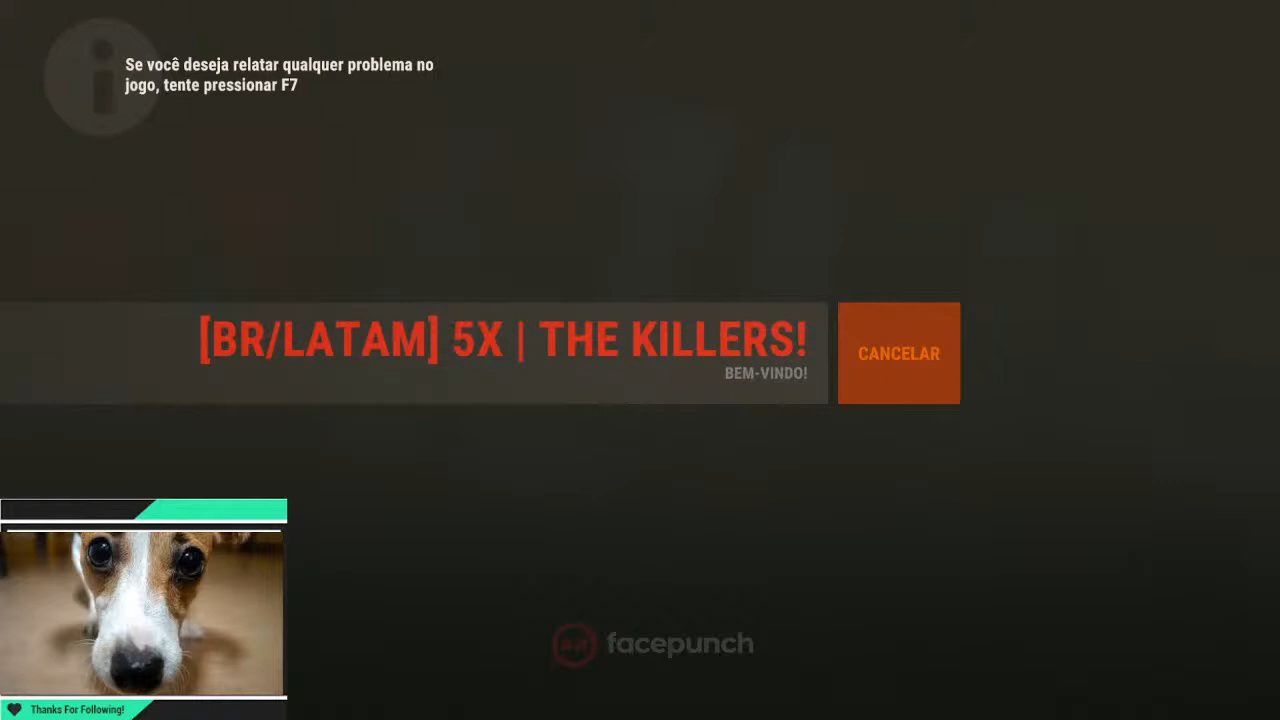 Se você deseja relatar qualquer problema no
jogo, tente pressionar F7
[BR/LATAM] 5X | THE KILLERS!
BEM-VINDO!
CANCELAR
facepunch
Thanks For Following!